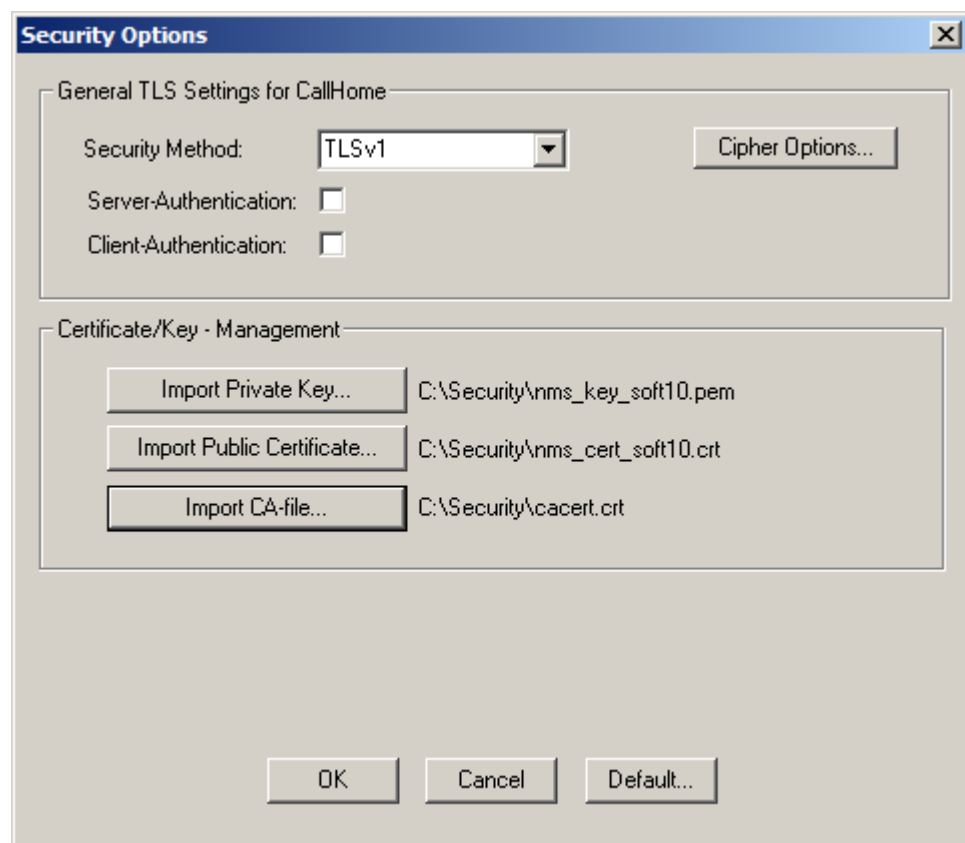 Security Options
General TLS Settings for CallHome
Security Method: TLSv1 Cipher Options...
Server-Authentication:
Client-Authentication:
Certificate/Key - Management
Import Private Key... C:\Security\nms_key_soft10.pem
Import Public Certificate... C:\Security\nms_cert_soft10.crt
Import CA-file... C:\Security\cacert.crt
OK Cancel Default...